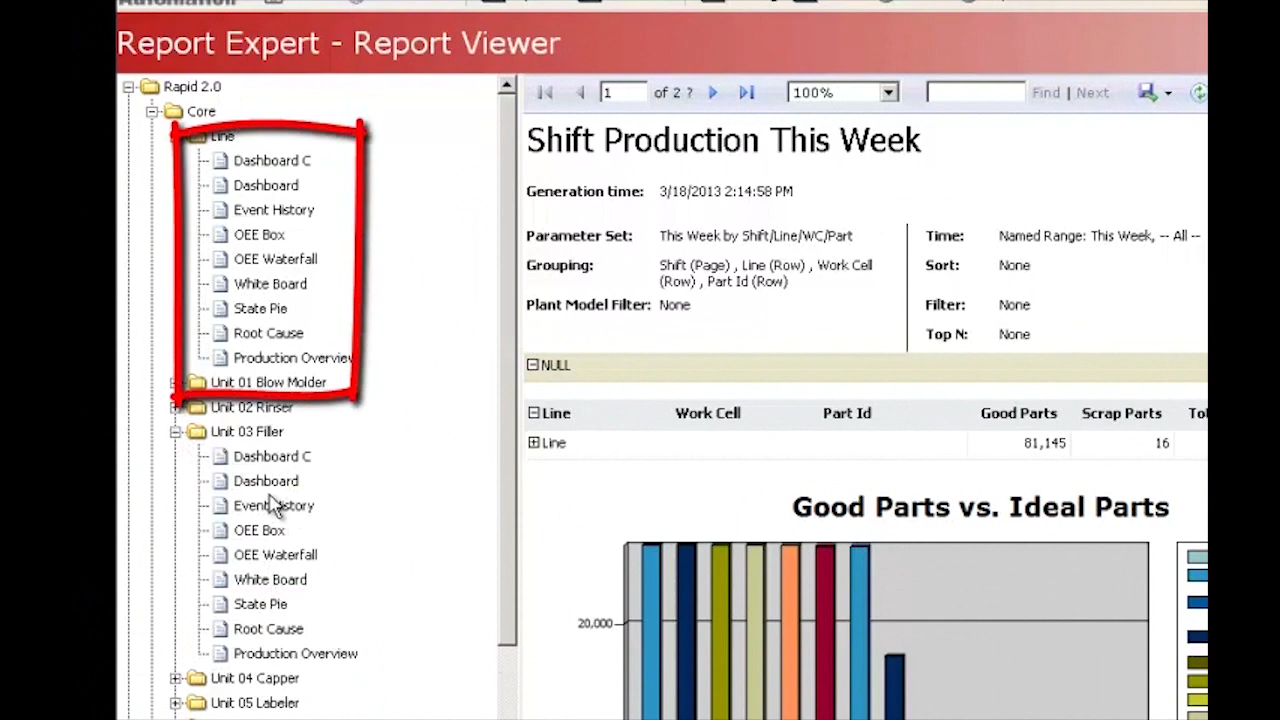 Automation
Report Expert - Report Viewer
Rapid 2.0
Core
Line
Dashboard C
Dashboard
Event History
OEE Box
OEE Waterfall
White Board
State Pie
Root Cause
Production Overview
Unit 01 Blow Molder
Unit 02 Rinser
Unit 03 Filler
Dashboard C
Dashboard
Event History
OEE Box
OEE Waterfall
White Board
State Pie
Root Cause
Production Overview
Unit 04 Capper
Unit 05 Labeler
1 of 2 ? 100% Find | Next
Shift Production This Week
Generation time: 3/18/2013 2:14:58 PM
Parameter Set: This Week by Shift/Line/WC/Part Time: Named Range: This Week, -- All --
Grouping: Shift (Page) , Line (Row) , Work Cell Sort: None
(Row) , Part Id (Row)
Plant Model Filter: None Filter: None
Top N: None
NULL
Line Work Cell Part Id Good Parts Scrap Parts Tot
Line 81,145 16
Good Parts vs. Ideal Parts
20,000